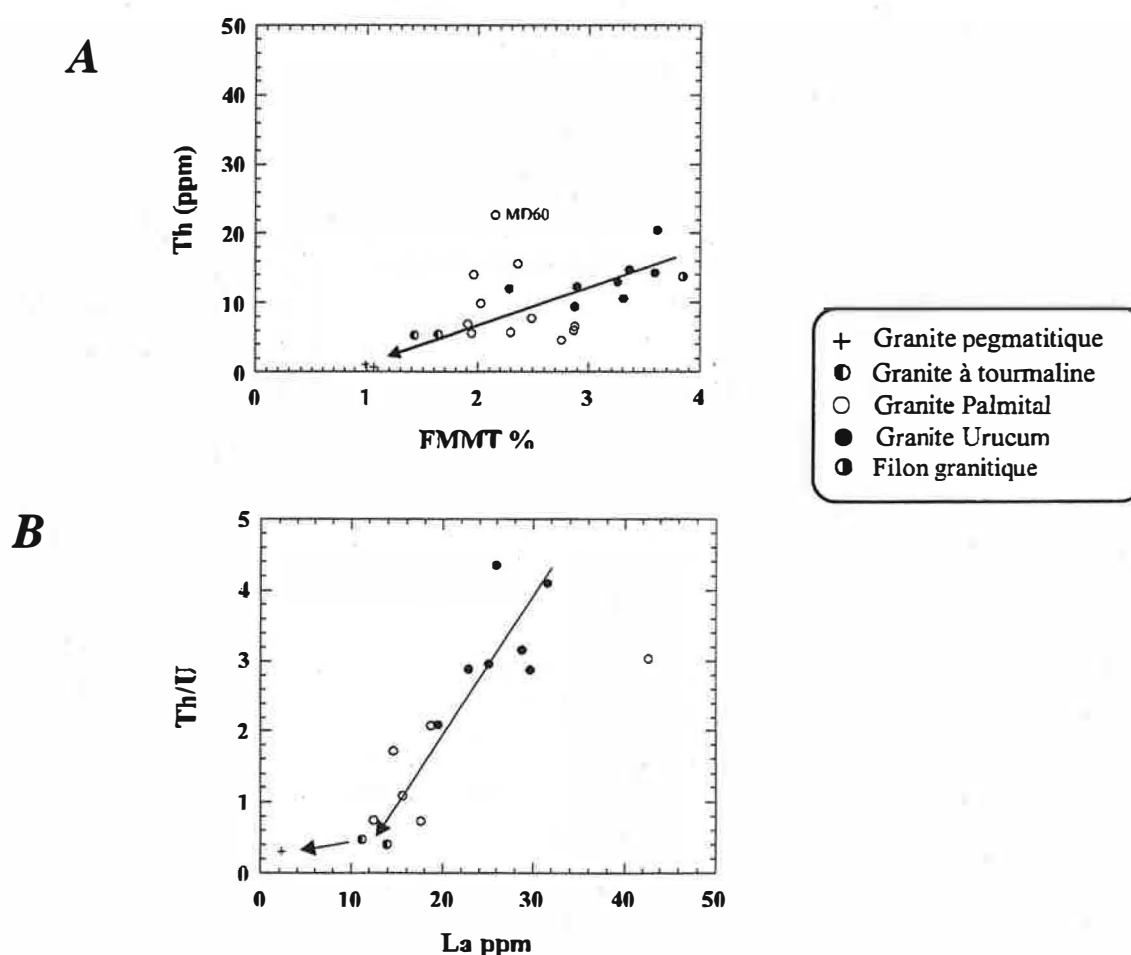 A
50
40
30
20
10
0
Th (ppm)
MD60
0 1 2 3 4
FMMT %
+ Granite pegmatitique
Granite à tourmaline
Granite Palmital
Granite Urucum
Filon granitique
B
5
4
3
2
1
0
Th/U
0 10 20 30 40 50
La ppm